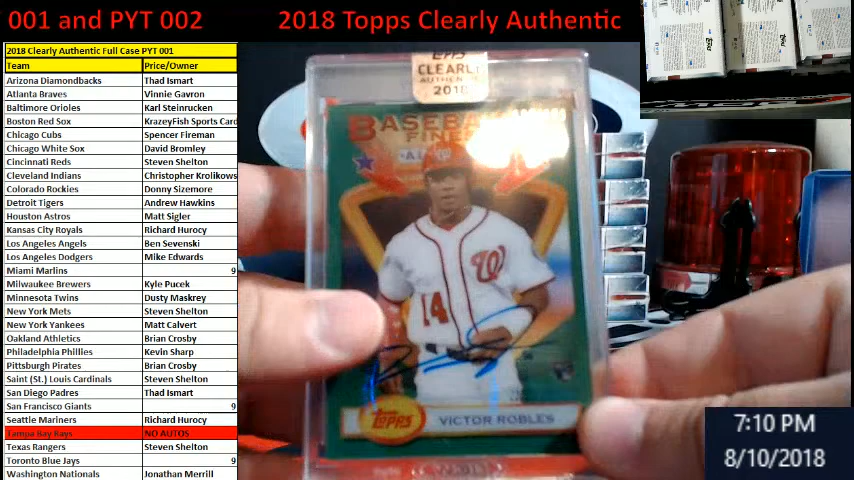 001 and PYT 002
2018 Topps Clearly Authentic
2018 Clearly Authentic Full Case PYT 001
Team Price/Owner
Arizona Diamondbacks Thad Ismart
Atlanta Braves Vinnie Gavron
Baltimore Orioles Karl Steinrucken
Boston Red Sox KrazeyFish Sports Card
Chicago Cubs Spencer Fireman
Chicago White Sox David Bromley
Cincinnati Reds Steven Shelton
Cleveland Indians Christopher Krolikows
Colorado Rockies Donny Sizemore
Detroit Tigers Andrew Hawkins
Houston Astros Matt Sigler
Kansas City Royals Richard Hurocy
Los Angeles Angels Ben Sevenski
Los Angeles Dodgers Mike Edwards
Miami Marlins 9
Milwaukee Brewers Kyle Pucek
Minnesota Twins Dusty Maskrey
New York Mets Steven Shelton
New York Yankees Matt Calvert
Oakland Athletics Brian Crosby
Philadelphia Phillies Kevin Sharp
Pittsburgh Pirates Brian Crosby
Saint (St.) Louis Cardinals Steven Shelton
San Diego Padres Thad Ismart
San Francisco Giants 9
Seattle Mariners Richard Hurocy
Tampa Bay Rays NO AUTOS
Texas Rangers Steven Shelton
Toronto Blue Jays 9
Washington Nationals Jonathan Merrill
TOPPS
CLEARLY
AUTHENTIC
2018
W
14
Topps
VICTOR ROBLES
7:10 PM
8/10/2018